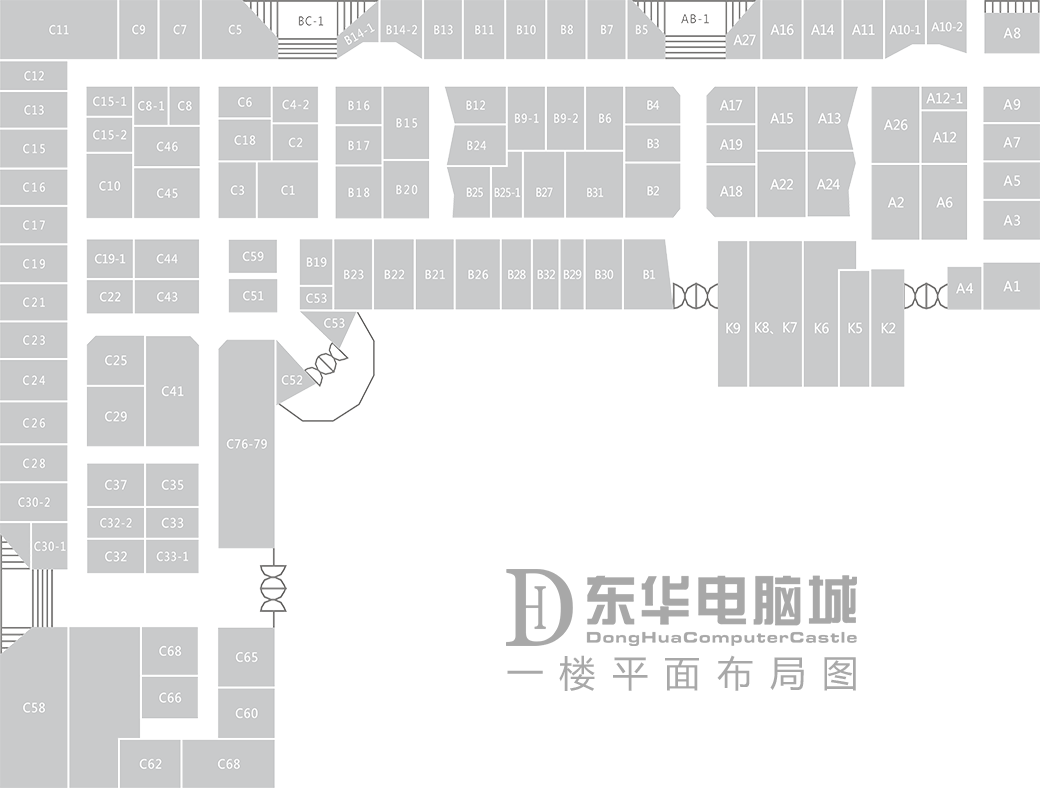 C11 C9 C7 C5 BC-1 B14-1 B14-2 B13 B11 B10 B8 B7 B5 AB-1 A27 A16 A14 A11 A10-1 A10-2 A8
C12
C13 C15-1 C8-1 C8 C6 C4-2 B16 B15 B12 B9-1 B9-2 B6 B4 A17 A15 A13 A26 A12-1 A9
C15 C15-2 C46 C18 C2 B17 B24 B3 A19 A12 A7
C16 C10 C45 C3 C1 B18 B20 B25 B25-1 B27 B31 B2 A18 A22 A24 A2 A6 A5
C17 A3
C19 C19-1 C44 C59 B19 B23 B22 B21 B26 B28 B32 B29 B30 B1
C21 C22 C43 C51 C53 A4 A1
C23 C53 K9 K8、K7 K6 K5 K2
C24 C25 C41 C52
C26 C29 C76-79
C28 C37 C35
C30-2 C32-2 C33
C30-1 C32 C33-1
DH 东华电脑城
DongHuaComputerCastle
一楼平面布局图
C68 C65
C58 C66 C60
C62 C68